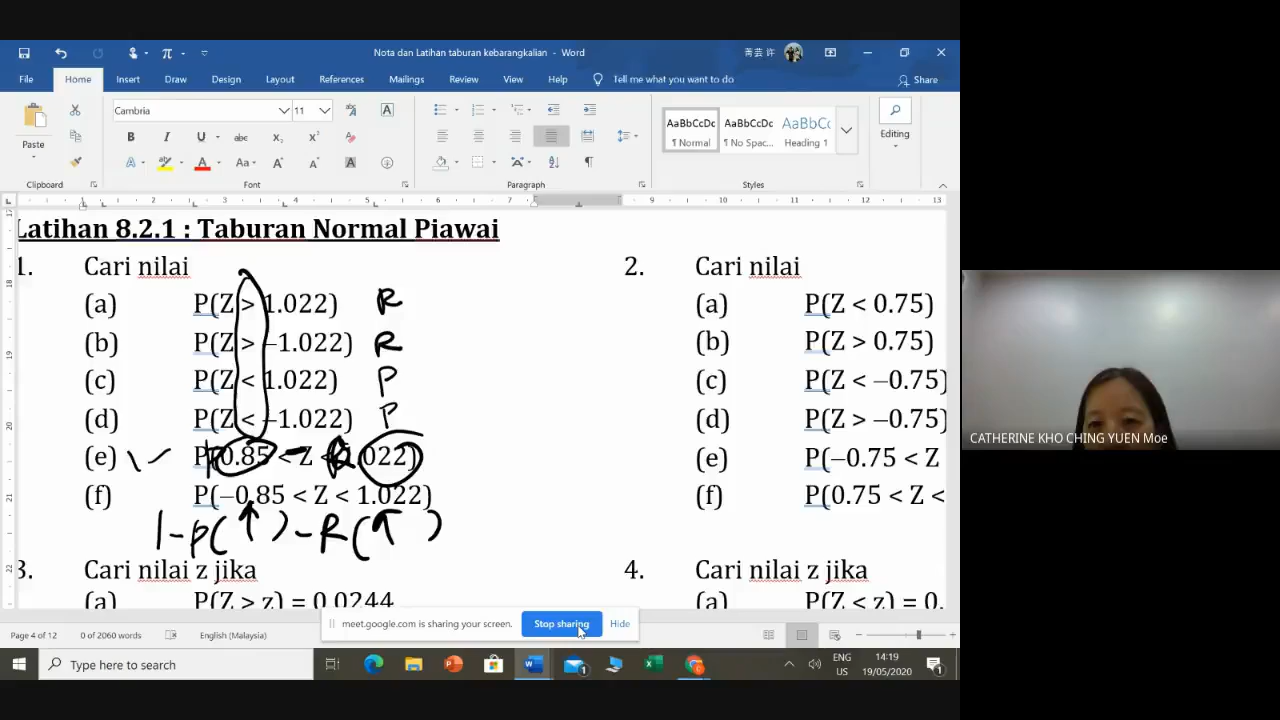 Nota dan Latihan taburan kebarangkalian - Word
菁芸 许
File Home Insert Draw Design Layout References Mailings Review View Help Tell me what you want to do Share
Paste
Cambria 11
AaBbCcDc AaBbCcDc AaBbCc
¶ Normal ¶ No Spac... Heading 1
Editing
Clipboard Font Paragraph Styles
Latihan 8.2.1 : Taburan Normal Piawai
1. Cari nilai
(a) P(Z > 1.022) R
(b) P(Z > –1.022) R
(c) P(Z < 1.022) P
(d) P(Z < –1.022) P
(e) 0.85 < Z < .022)
(f) P(–0.85 < Z < 1.022)
1-P(↑) - R(↑)
3. Cari nilai z jika
(a) P(Z > z) = 0.0244
2. Cari nilai
(a) P(Z < 0.75)
(b) P(Z > 0.75)
(c) P(Z < –0.75)
(d) P(Z > –0.75)
(e) P(–0.75 < Z
(f) P(0.75 < Z <
4. Cari nilai z jika
(a) P(Z < z) = 0.
meet.google.com is sharing your screen. Stop sharing Hide
Page 4 of 12 0 of 2060 words English (Malaysia)
Type here to search
ENG
US
14:19
19/05/2020
CATHERINE KHO CHING YUEN Moe